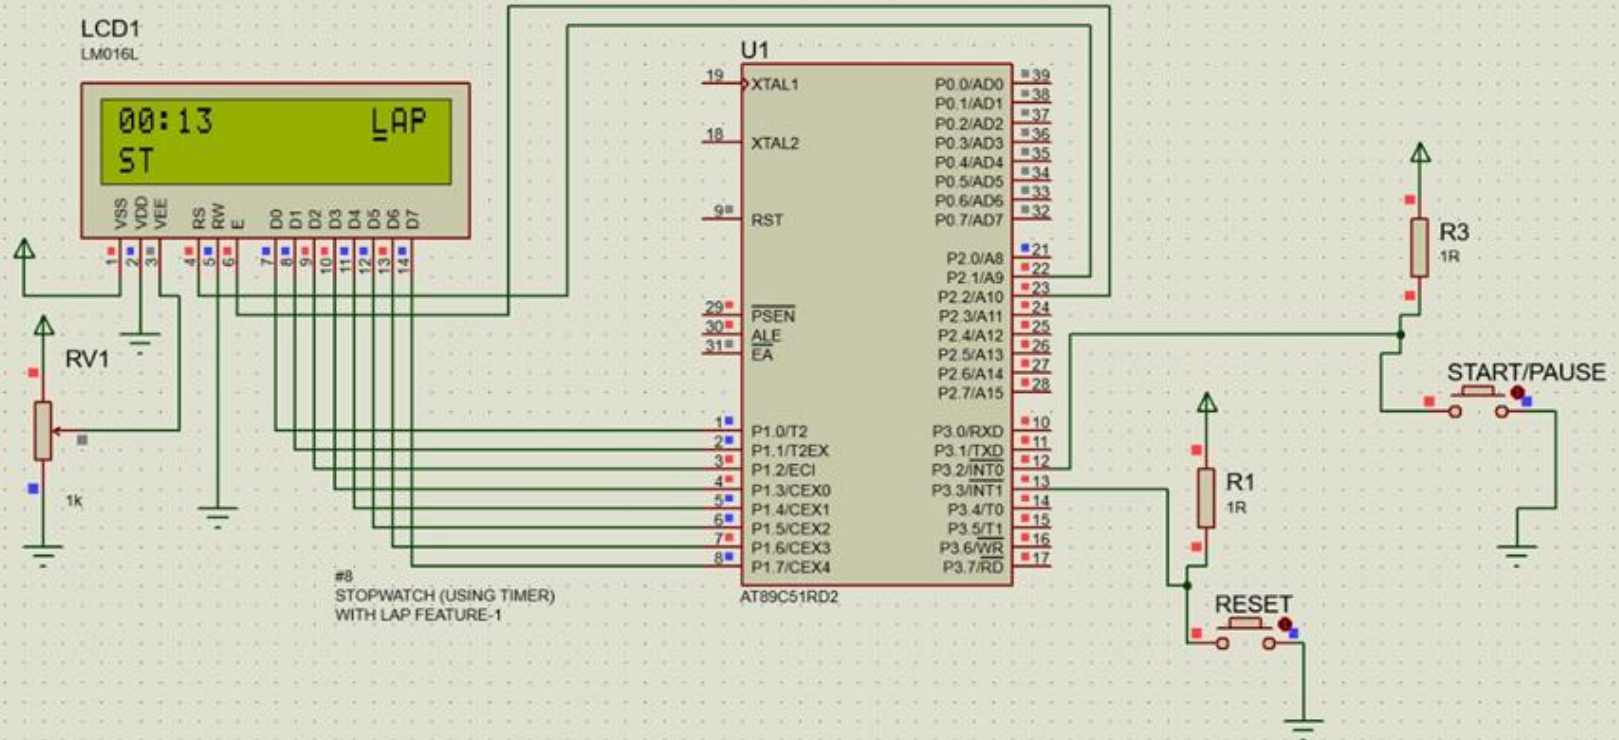 LCD1
LM016L
00:13 LAP
ST
VSS VDD VEE RS RW E D0 D1 D2 D3 D4 D5 D6 D7
1 2 3 4 5 6 7 8 9 10 11 12 13 14
RV1
1k
U1
19 XTAL1
18 XTAL2
9 RST
29 PSEN
30 ALE
31 EA
1 P1.0/T2
2 P1.1/T2EX
3 P1.2/ECI
4 P1.3/CEX0
5 P1.4/CEX1
6 P1.5/CEX2
7 P1.6/CEX3
8 P1.7/CEX4
P0.0/AD0 39
P0.1/AD1 38
P0.2/AD2 37
P0.3/AD3 36
P0.4/AD4 35
P0.5/AD5 34
P0.6/AD6 33
P0.7/AD7 32
P2.0/A8 21
P2.1/A9 22
P2.2/A10 23
P2.3/A11 24
P2.4/A12 25
P2.5/A13 26
P2.6/A14 27
P2.7/A15 28
P3.0/RXD 10
P3.1/TXD 11
P3.2/INT0 12
P3.3/INT1 13
P3.4/T0 14
P3.5/T1 15
P3.6/WR 16
P3.7/RD 17
AT89C51RD2
#8
STOPWATCH (USING TIMER)
WITH LAP FEATURE-1
R3
1R
START/PAUSE
R1
1R
RESET